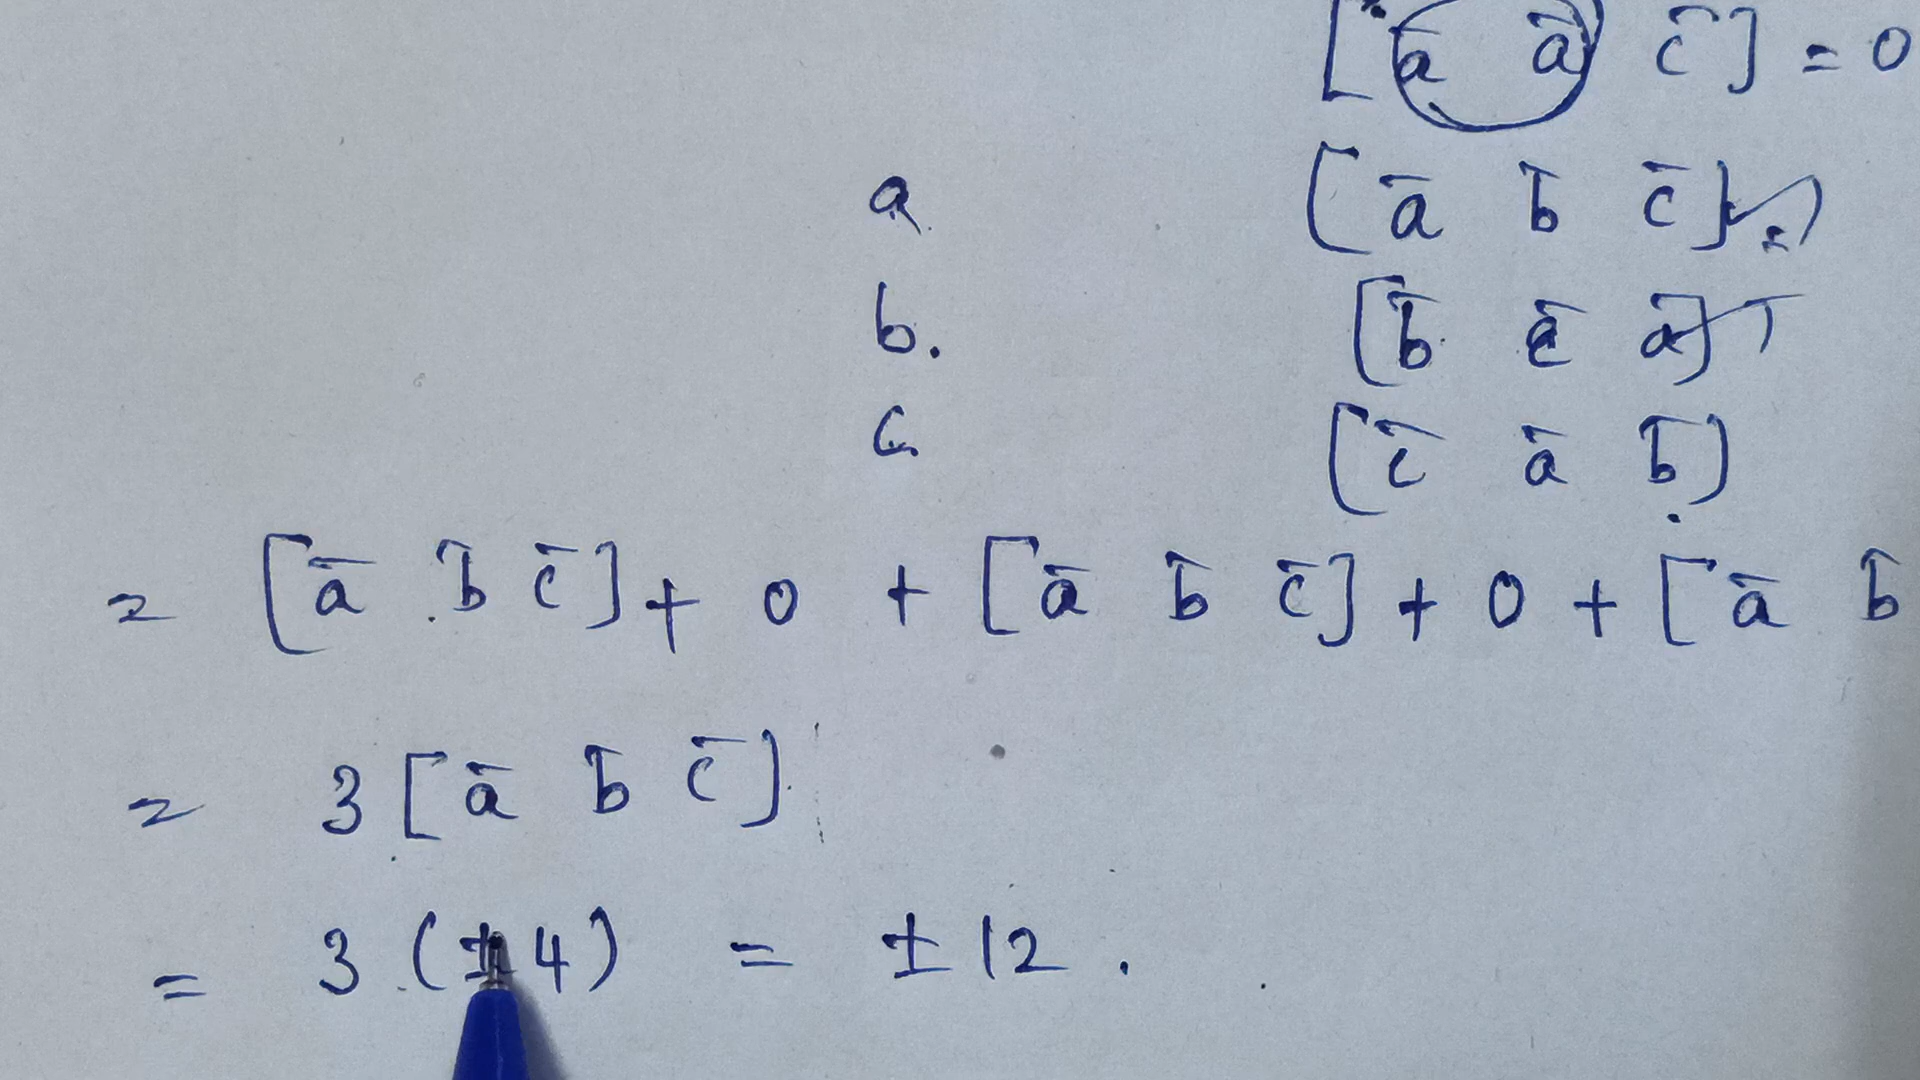 [ā ā c̄] = 0
a [ā b̄ c̄]
b. [b̄ c̄ ā]
c. [c̄ ā b̄]
= [ā b̄ c̄] + 0 + [ā b̄ c̄] + 0 + [ā b̄
= 3 [ā b̄ c̄]
= 3 (± 4) = ± 12 .